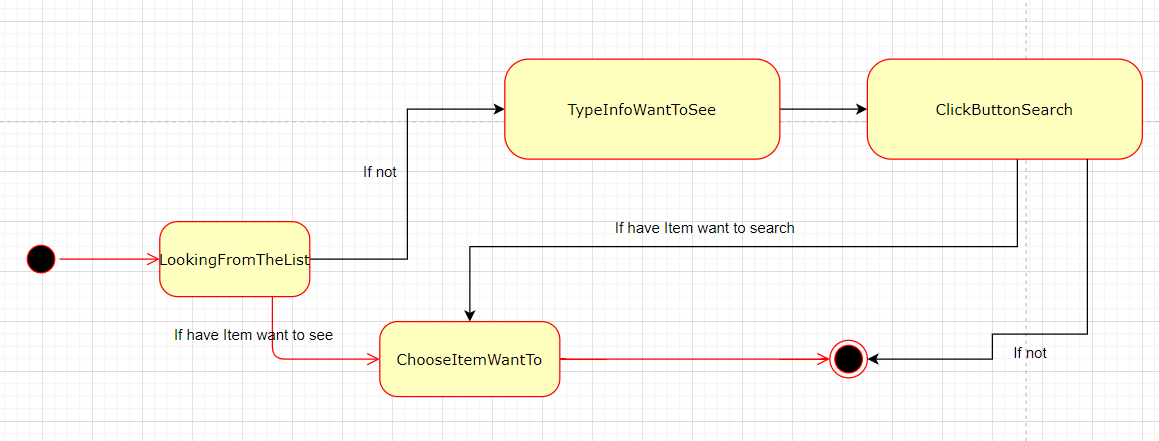 TypeInfoWantToSee
ClickButtonSearch
If not
If have Item want to search
LookingFromTheList
If have Item want to see
ChooseItemWantTo
If not